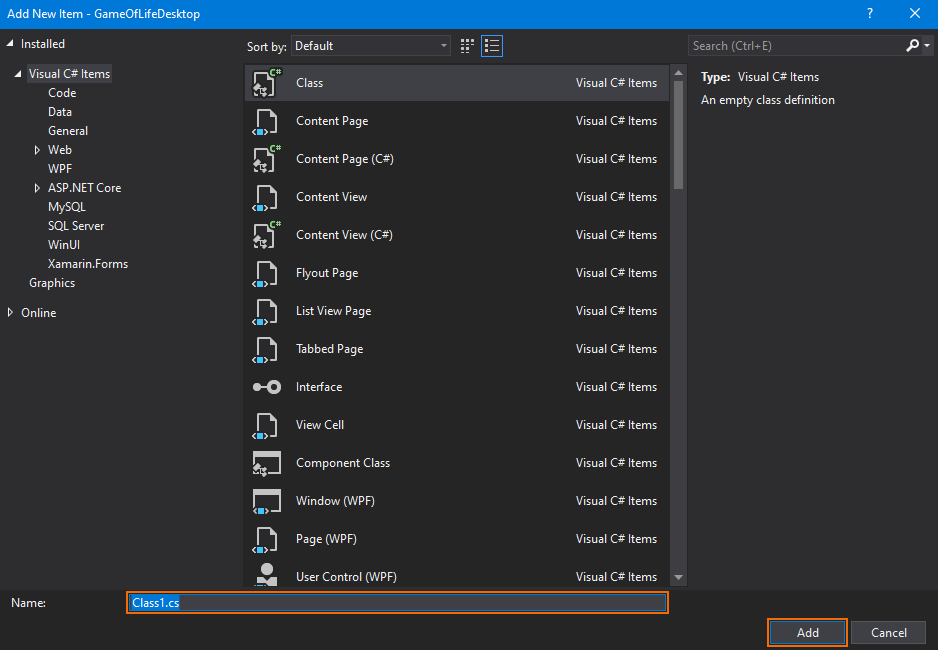 Add New Item - GameOfLifeDesktop
?
Installed
Visual C# Items
Code
Data
General
Web
WPF
ASP.NET Core
MySQL
SQL Server
WinUI
Xamarin.Forms
Graphics
Online
Sort by: Default
Search (Ctrl+E)
C# Class Visual C# Items
Content Page Visual C# Items
C# Content Page (C#) Visual C# Items
Content View Visual C# Items
C# Content View (C#) Visual C# Items
Flyout Page Visual C# Items
List View Page Visual C# Items
Tabbed Page Visual C# Items
Interface Visual C# Items
View Cell Visual C# Items
Component Class Visual C# Items
Window (WPF) Visual C# Items
Page (WPF) Visual C# Items
User Control (WPF) Visual C# Items
Type: Visual C# Items
An empty class definition
Name: Class1.cs
Add Cancel